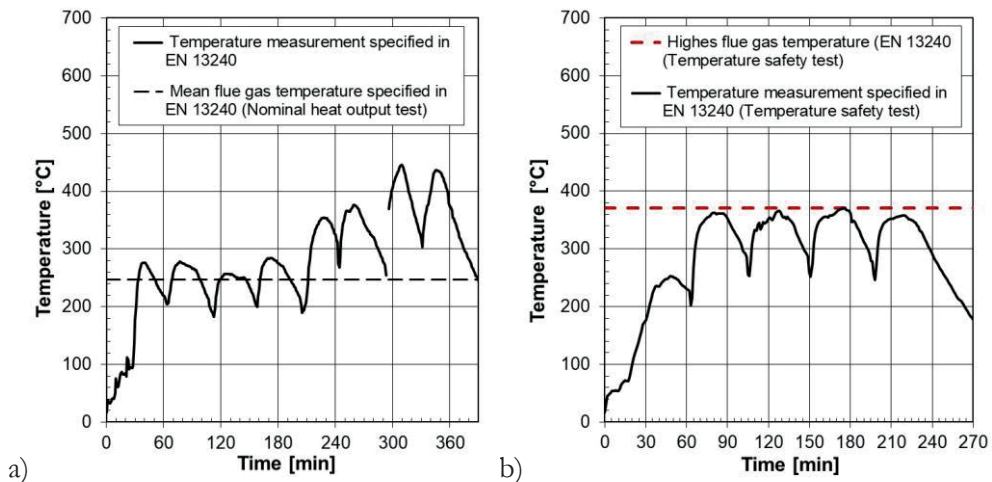 700
600
500
400
300
200
100
0
Temperature [°C]
Temperature measurement specified in
EN 13240
Mean flue gas temperature specified in
EN 13240 (Nominal heat output test)
0 60 120 180 240 300 360
Time [min]
a)
700
600
500
400
300
200
100
0
Temperature [°C]
Highes flue gas temperature (EN 13240
(Temperature safety test)
Temperature measurement specified in
EN 13240 (Temperature safety test)
0 30 60 90 120 150 180 210 240 270
Time [min]
b)